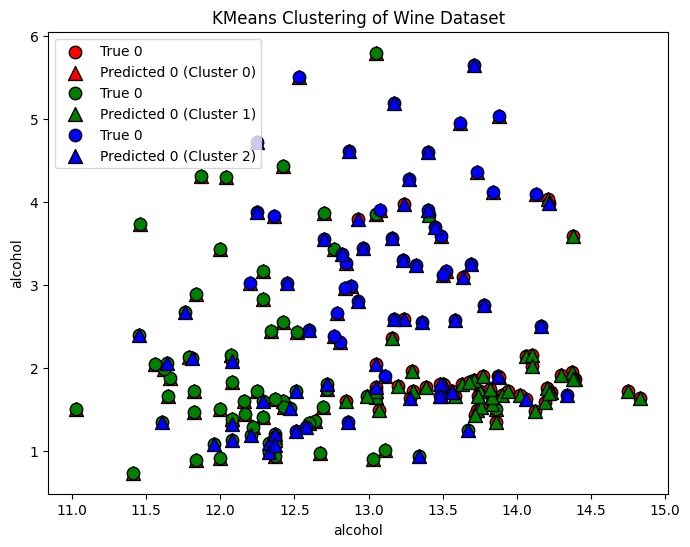 KMeans Clustering of Wine Dataset
True 0
Predicted 0 (Cluster 0)
True 0
Predicted 0 (Cluster 1)
True 0
Predicted 0 (Cluster 2)
6
5
4
3
2
1
alcohol
11.0 11.5 12.0 12.5 13.0 13.5 14.0 14.5 15.0
alcohol